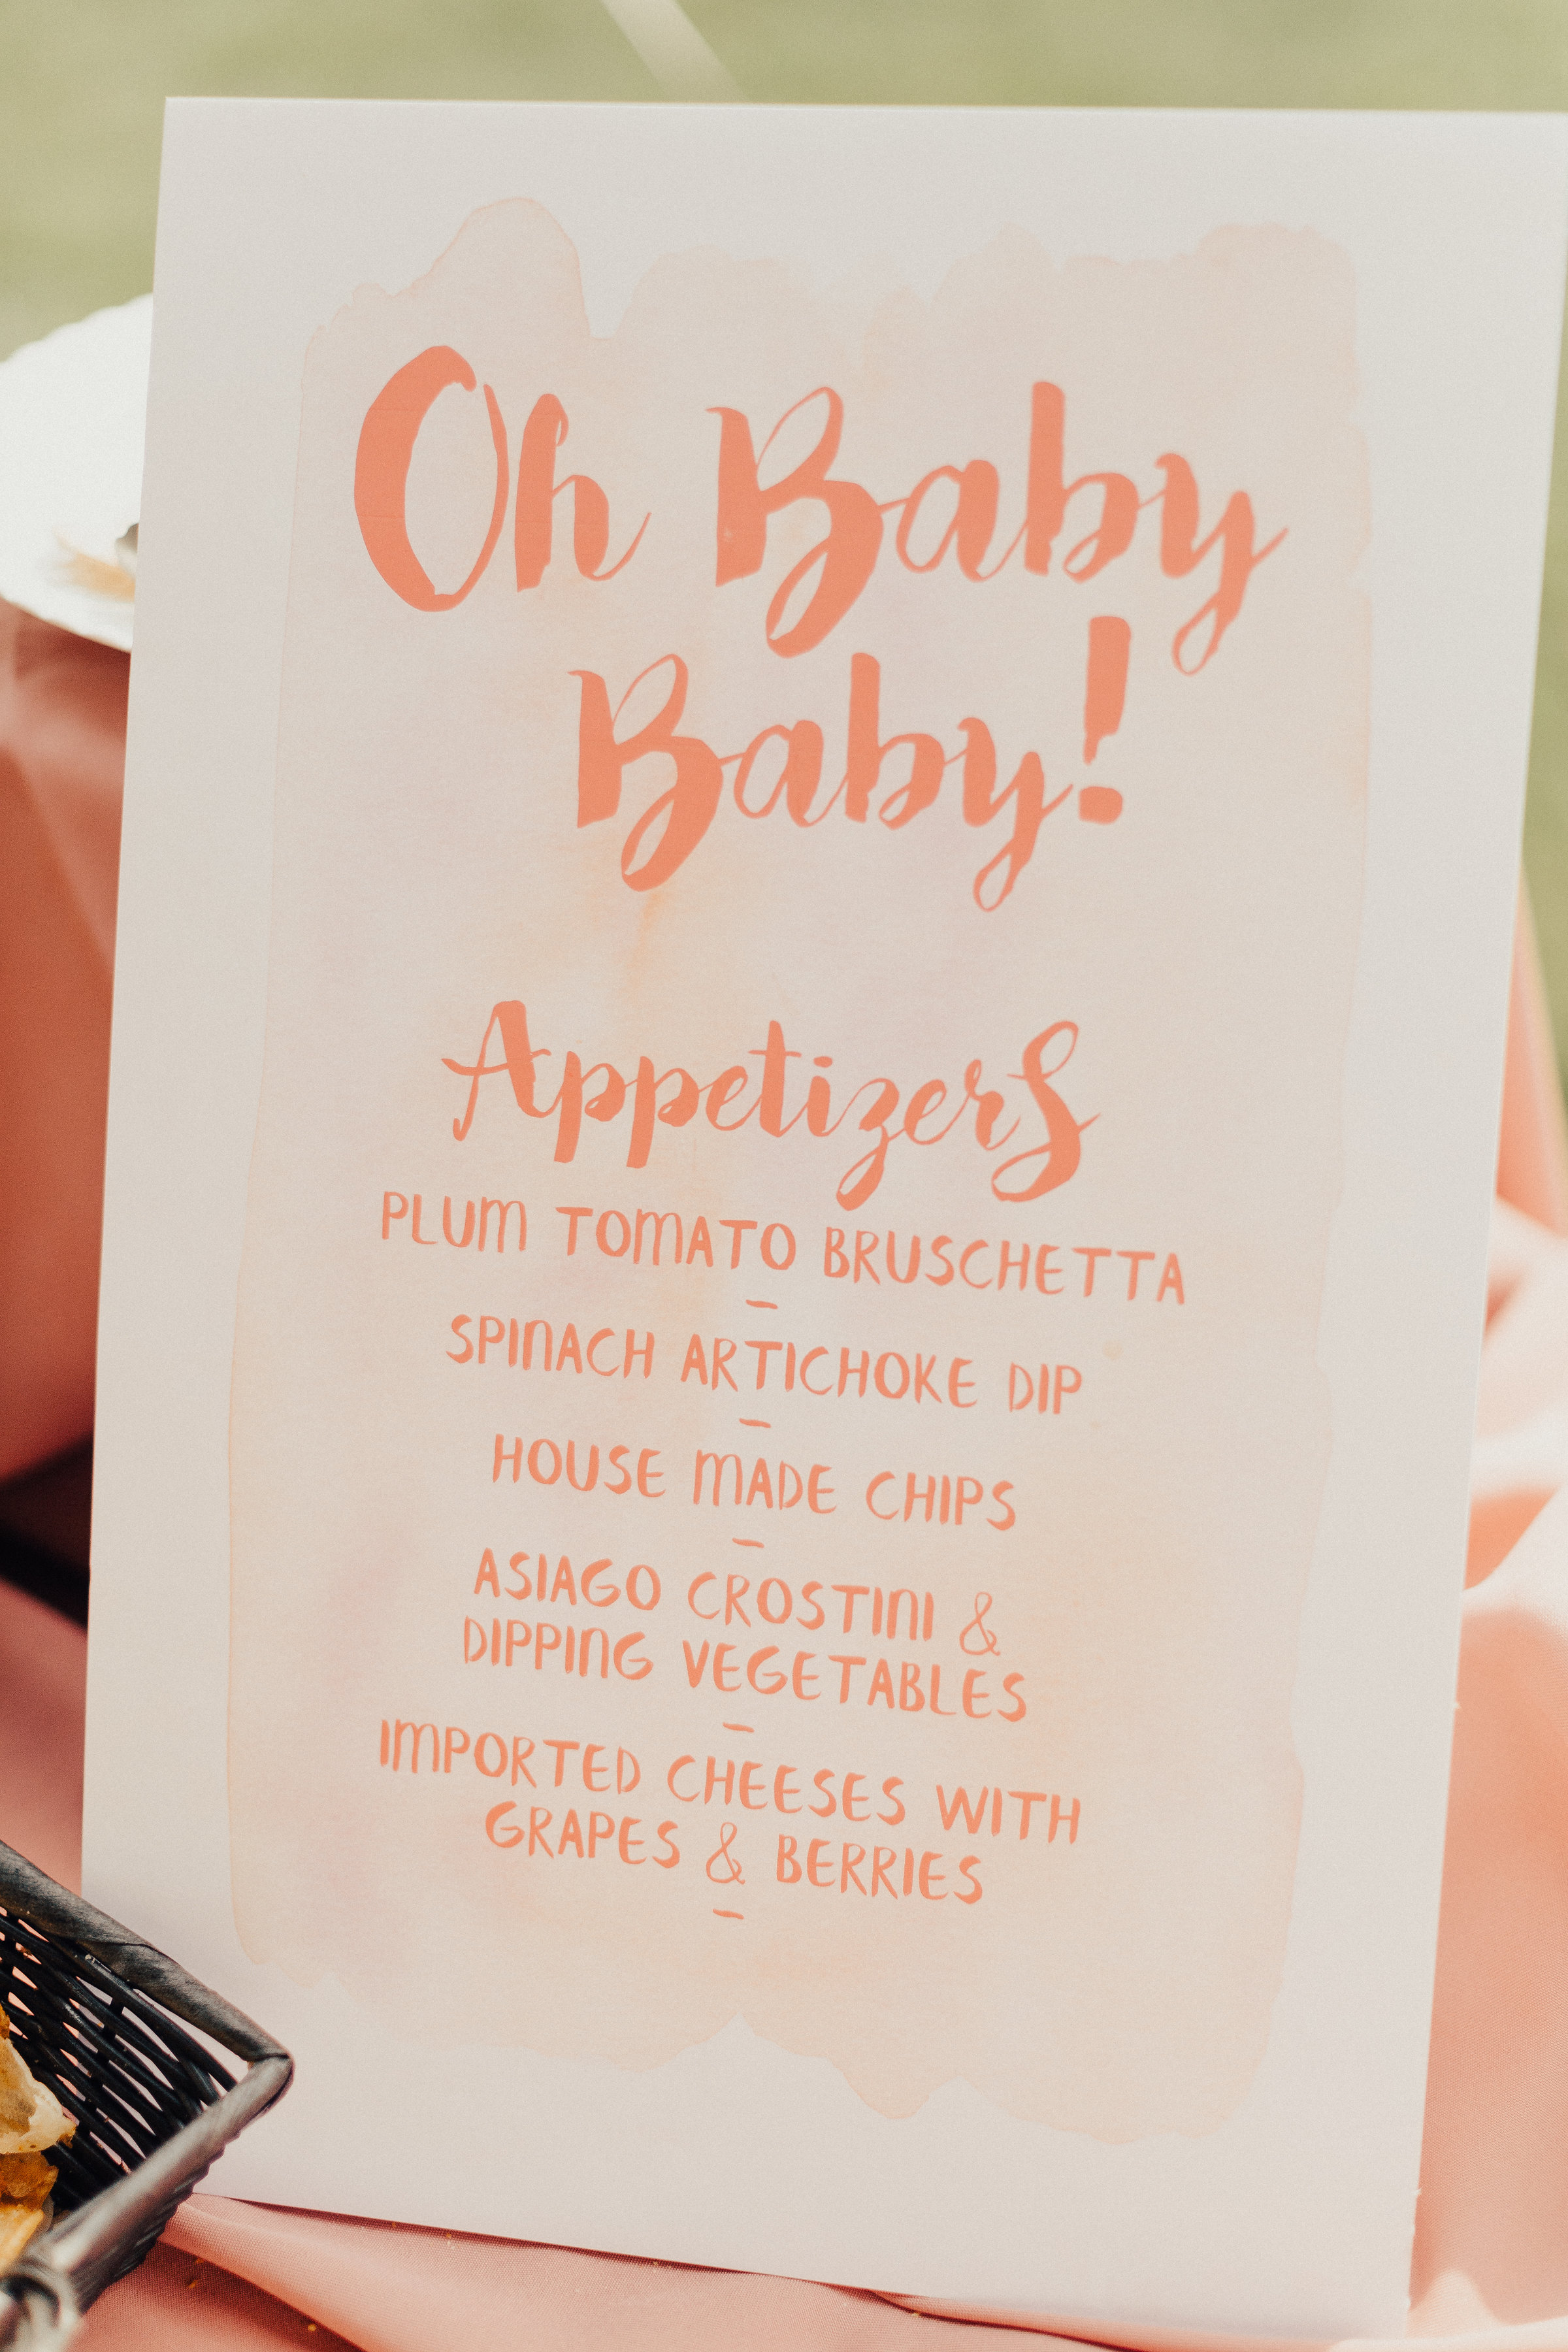 Oh Baby
Baby!
AppetizerS
PLUM TOMATO BRUSCHETTA
–
SPINACH ARTICHOKE DIP
–
HOUSE MADE CHIPS
–
ASIAGO CROSTINI &
DIPPING VEGETABLES
–
IMPORTED CHEESES WITH
GRAPES & BERRIES
–